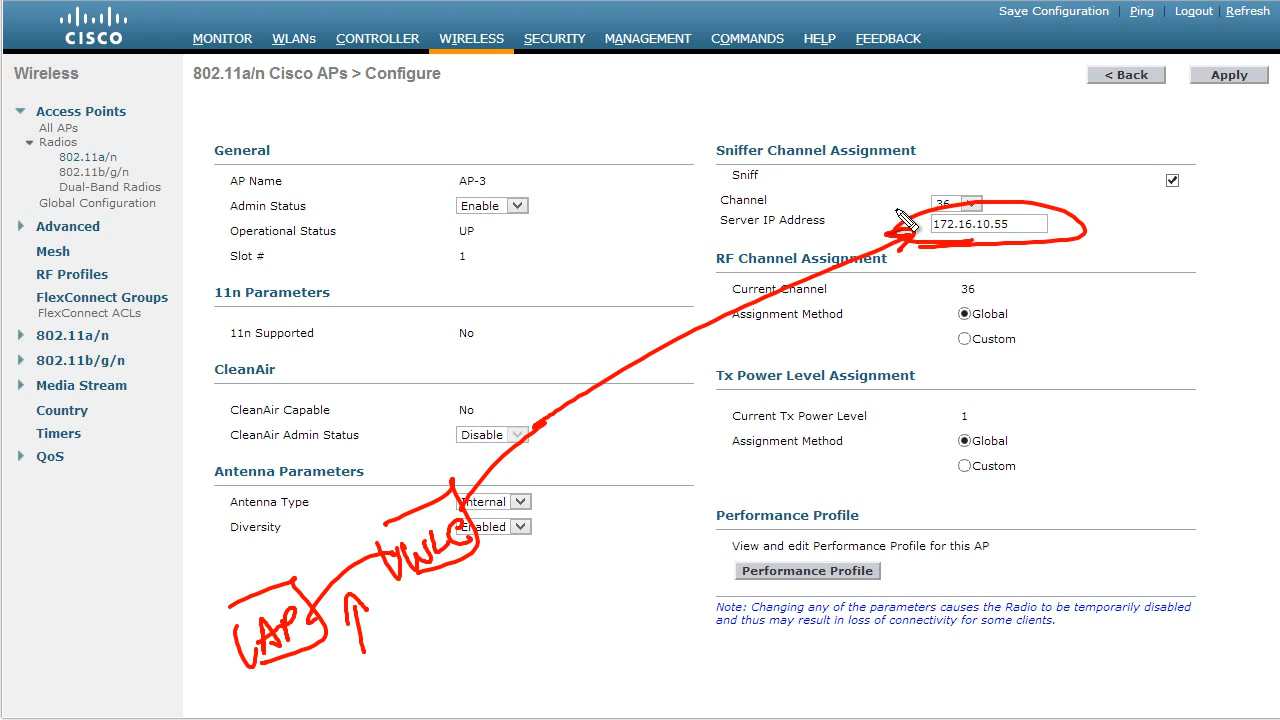 Save Configuration | Ping | Logout | Refresh
CISCO
MONITOR WLANs CONTROLLER WIRELESS SECURITY MANAGEMENT COMMANDS HELP FEEDBACK
Wireless
Access Points
All APs
Radios
802.11a/n
802.11b/g/n
Dual-Band Radios
Global Configuration
Advanced
Mesh
RF Profiles
FlexConnect Groups
FlexConnect ACLs
802.11a/n
802.11b/g/n
Media Stream
Country
Timers
QoS
802.11a/n Cisco APs > Configure
< Back Apply
General
AP Name AP-3
Admin Status Enable
Operational Status UP
Slot # 1
11n Parameters
11n Supported No
CleanAir
CleanAir Capable No
CleanAir Admin Status Disable
Antenna Parameters
Antenna Type Internal
Diversity Enabled
WLC
AP
Sniffer Channel Assignment
Sniff
Channel 36
Server IP Address 172.16.10.55
RF Channel Assignment
Current Channel 36
Assignment Method Global
Custom
Tx Power Level Assignment
Current Tx Power Level 1
Assignment Method Global
Custom
Performance Profile
View and edit Performance Profile for this AP
Performance Profile
Note: Changing any of the parameters causes the Radio to be temporarily disabled
and thus may result in loss of connectivity for some clients.